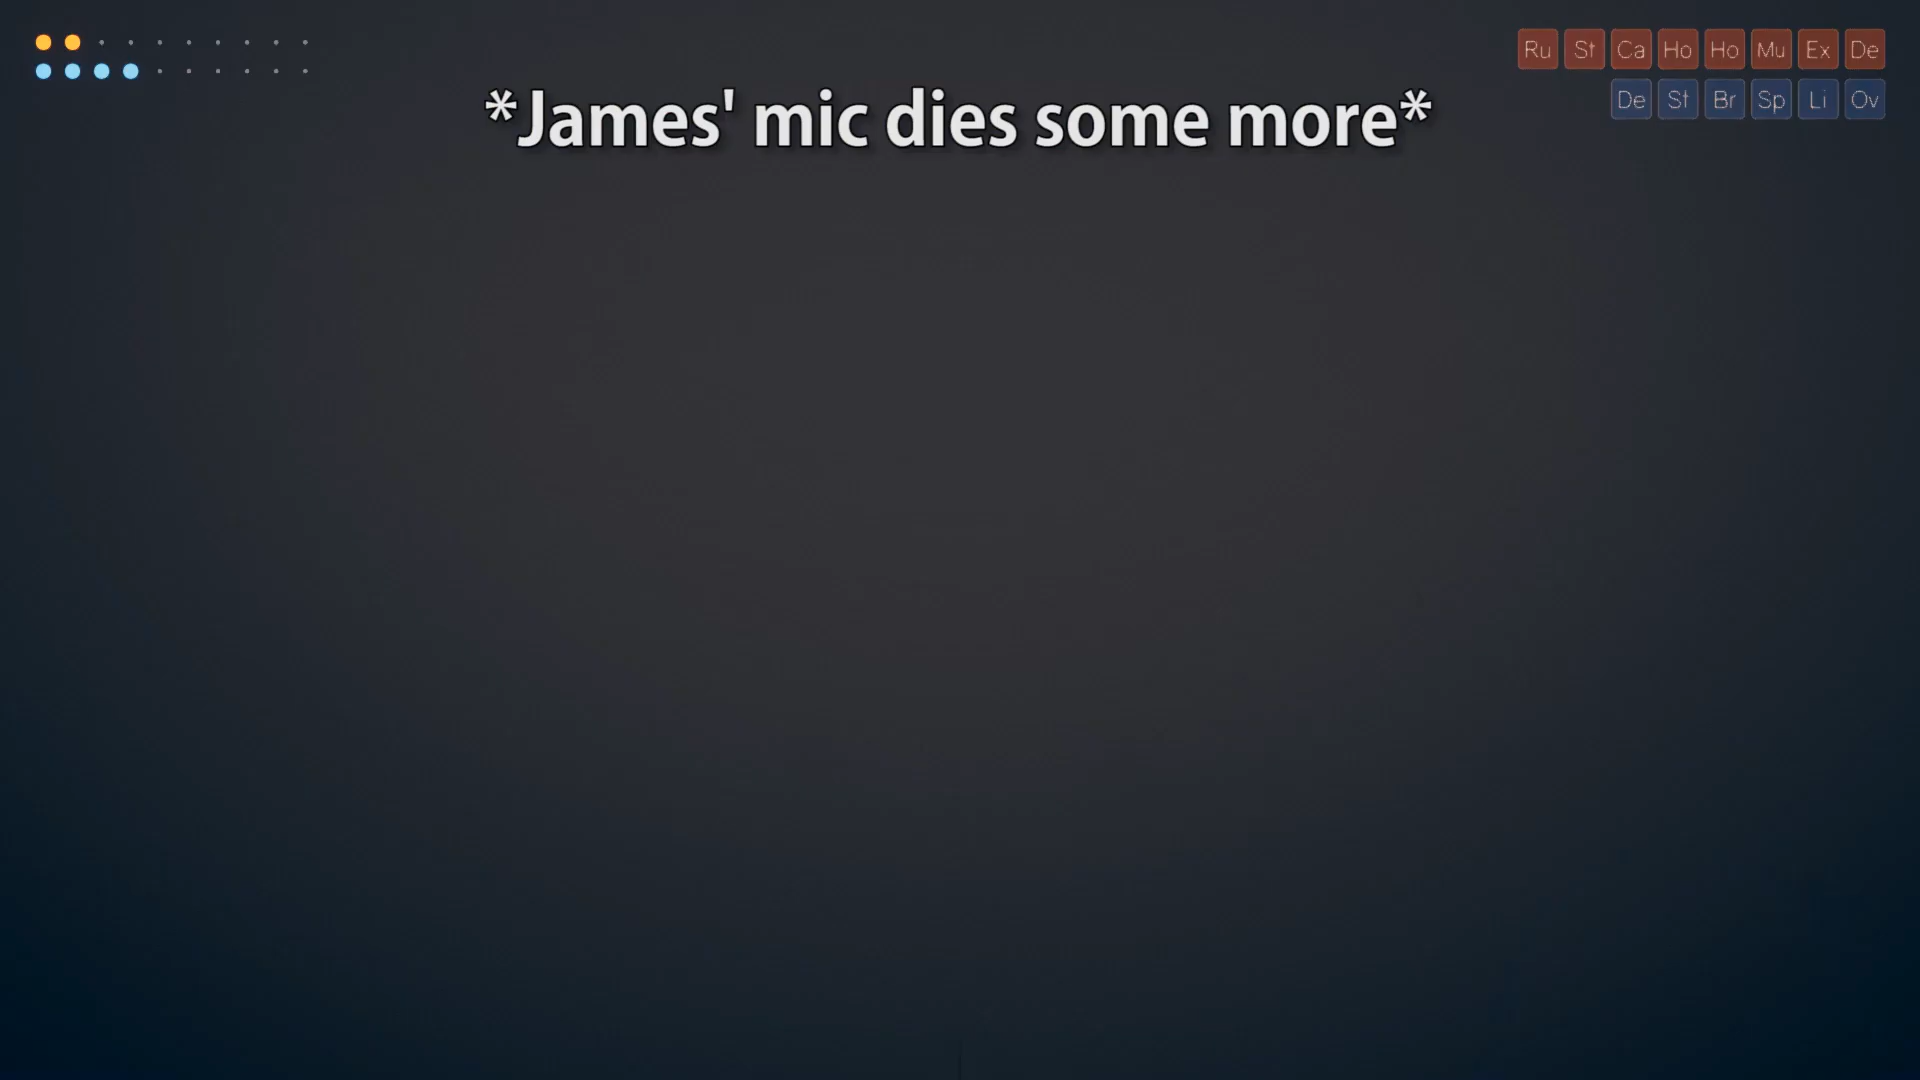 Ru St Ca Ho Ho Mu Ex De
De St Br Sp Li Ov
*James' mic dies some more*